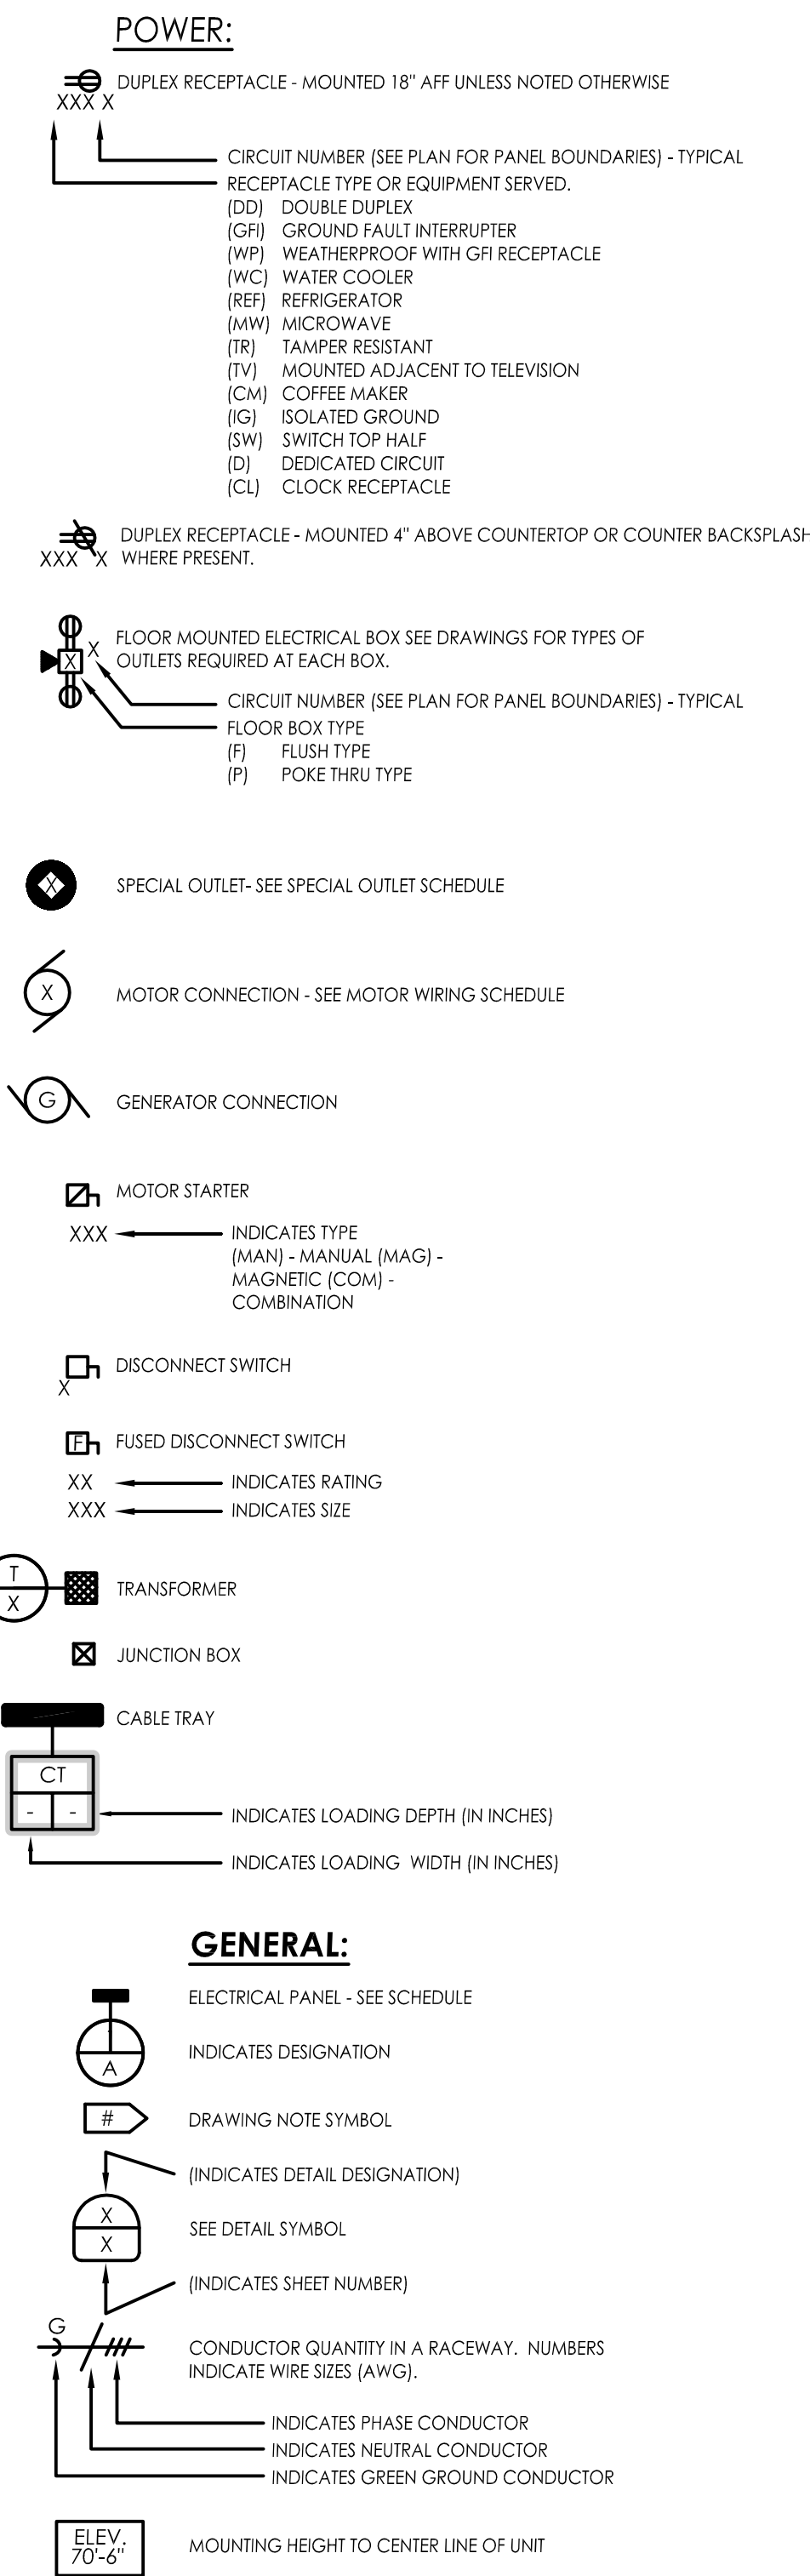 POWER:
DUPLEX RECEPTACLE - MOUNTED 18" AFF UNLESS NOTED OTHERWISE
XXX X
CIRCUIT NUMBER (SEE PLAN FOR PANEL BOUNDARIES) - TYPICAL
RECEPTACLE TYPE OR EQUIPMENT SERVED.
(DD) DOUBLE DUPLEX
(GFI) GROUND FAULT INTERRUPTER
(WP) WEATHERPROOF WITH GFI RECEPTACLE
(WC) WATER COOLER
(REF) REFRIGERATOR
(MW) MICROWAVE
(TR) TAMPER RESISTANT
(TV) MOUNTED ADJACENT TO TELEVISION
(CM) COFFEE MAKER
(IG) ISOLATED GROUND
(SW) SWITCH TOP HALF
(D) DEDICATED CIRCUIT
(CL) CLOCK RECEPTACLE
DUPLEX RECEPTACLE - MOUNTED 4" ABOVE COUNTERTOP OR COUNTER BACKSPLASH
XXX X WHERE PRESENT.
FLOOR MOUNTED ELECTRICAL BOX SEE DRAWINGS FOR TYPES OF
X
X OUTLETS REQUIRED AT EACH BOX.
CIRCUIT NUMBER (SEE PLAN FOR PANEL BOUNDARIES) - TYPICAL
FLOOR BOX TYPE
(F) FLUSH TYPE
(P) POKE THRU TYPE
X SPECIAL OUTLET- SEE SPECIAL OUTLET SCHEDULE
X MOTOR CONNECTION - SEE MOTOR WIRING SCHEDULE
G GENERATOR CONNECTION
MOTOR STARTER
XXX INDICATES TYPE
(MAN) - MANUAL (MAG) -
MAGNETIC (COM) -
COMBINATION
DISCONNECT SWITCH
X
F FUSED DISCONNECT SWITCH
XX INDICATES RATING
XXX INDICATES SIZE
T
X
TRANSFORMER
JUNCTION BOX
CABLE TRAY
CT
- - INDICATES LOADING DEPTH (IN INCHES)
INDICATES LOADING WIDTH (IN INCHES)
GENERAL:
ELECTRICAL PANEL - SEE SCHEDULE
INDICATES DESIGNATION
A
# DRAWING NOTE SYMBOL
(INDICATES DETAIL DESIGNATION)
X
SEE DETAIL SYMBOL
X
(INDICATES SHEET NUMBER)
G
CONDUCTOR QUANTITY IN A RACEWAY. NUMBERS
INDICATE WIRE SIZES (AWG).
INDICATES PHASE CONDUCTOR
INDICATES NEUTRAL CONDUCTOR
INDICATES GREEN GROUND CONDUCTOR
ELEV.
70'-6"
MOUNTING HEIGHT TO CENTER LINE OF UNIT